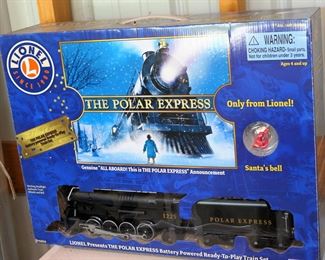 LIONEL
L
SINCE 1900
WARNING:
CHOKING HAZARD- Small parts.
Not for children under 3 years.
Ages 4 and up
THE POLAR EXPRESS
Only from Lionel!
Genuine "ALL ABOARD! This is THE POLAR EXPRESS" Announcement
Santa's bell
1225
POLAR EXPRESS
LIONEL Presents THE POLAR EXPRESS Battery Powered Ready-To-Play Train Set